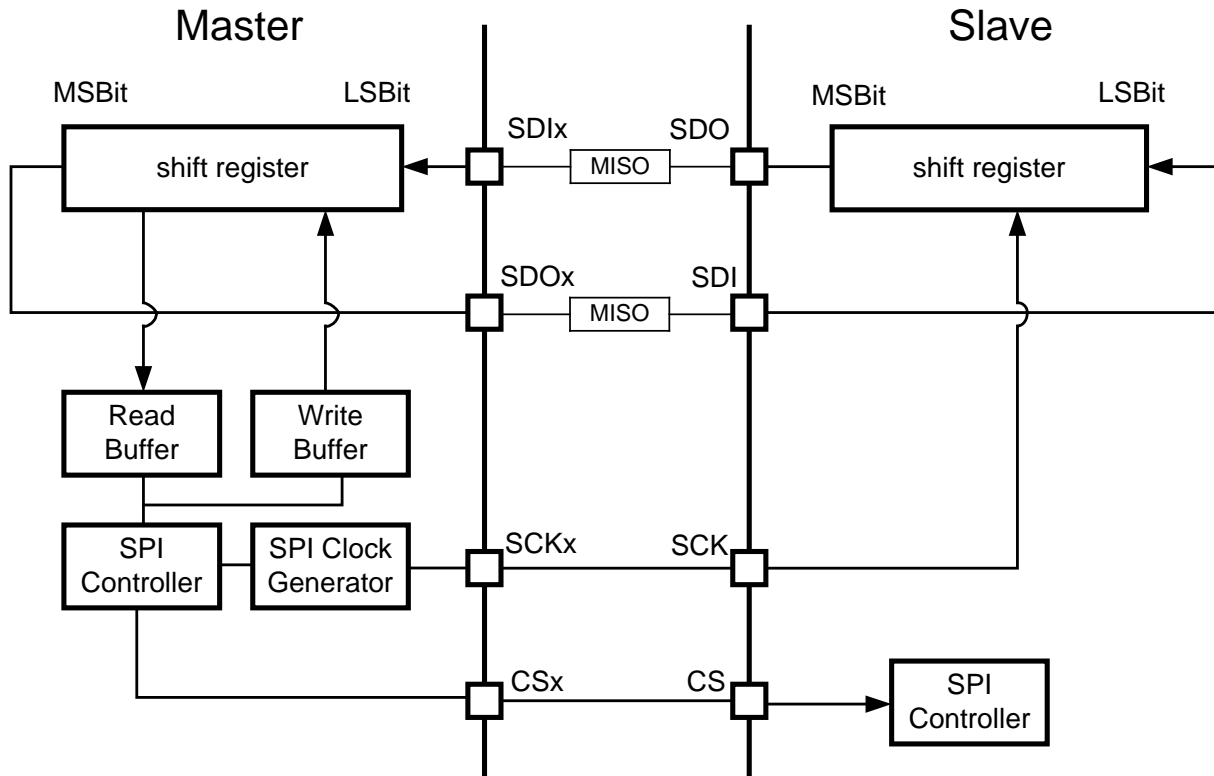 Master
Slave
MSBit
LSBit
MSBit
LSBit
SDIx
SDO
shift register
MISO
shift register
SDOx
SDI
MISO
Read
Buffer
Write
Buffer
SPI
Controller
SPI Clock
Generator
SCKx
SCK
CSx
CS
SPI
Controller